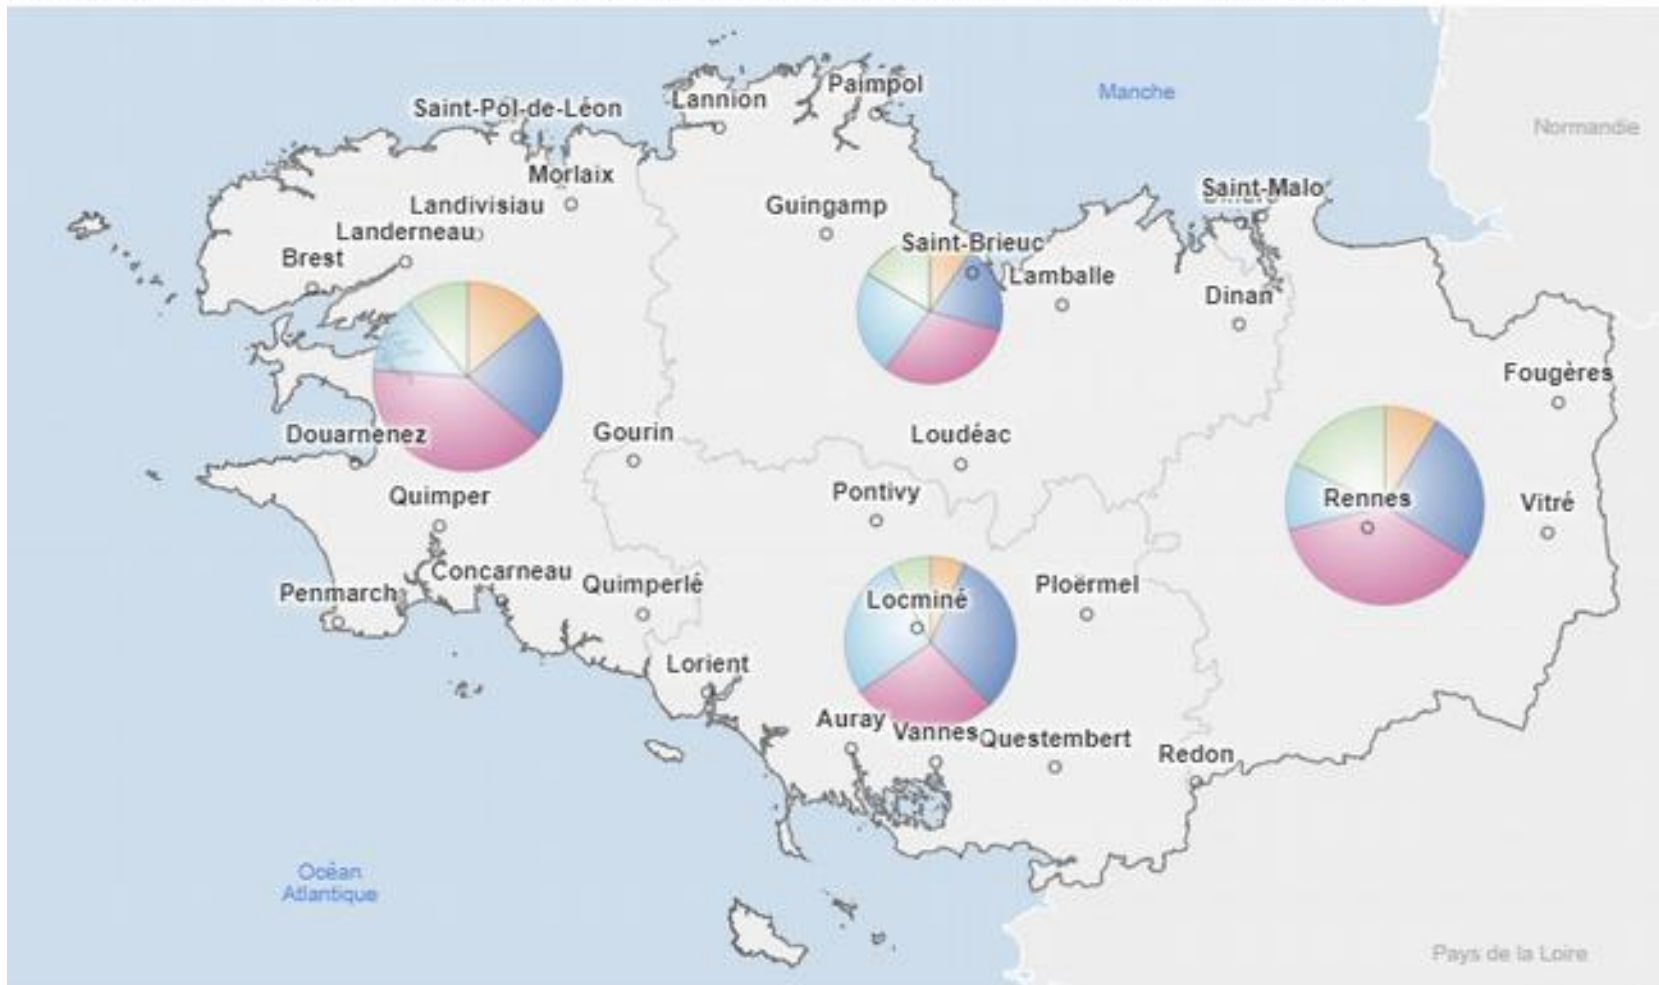 Paimpol
Manche
Lannion
Saint-Pól-de-Léon
Normandie
Morlaix
Saint-Malo
Landivisiau
Guingamp
Landerneau
Saint-Brieuc
Brest
Lamballe
Dinan
Fougères
Douarnenez
Gourin
Loudéac
Quimper
Pontivy
Rennes
Vitré
Concarneau
Quimperlé
Ploërmel
Penmarch
Locminé
Lorient
Auray
Vannes
Questembert
Redon
Océan
Atlantique
Pays de la Loire